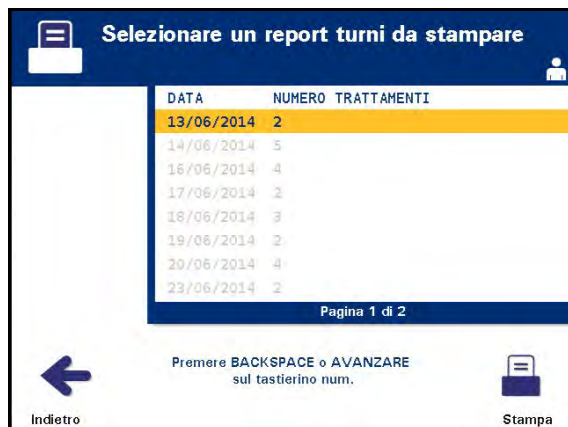 Selezionare un report turni da stampare
DATA NUMERO TRATTAMENTI
13/06/2014 2
14/06/2014 5
16/06/2014 4
17/06/2014 2
18/06/2014 3
19/06/2014 2
20/06/2014 4
23/06/2014 2
Pagina 1 di 2
Premere BACKSPACE o AVANZARE
sul tastierino num.
Indietro
Stampa